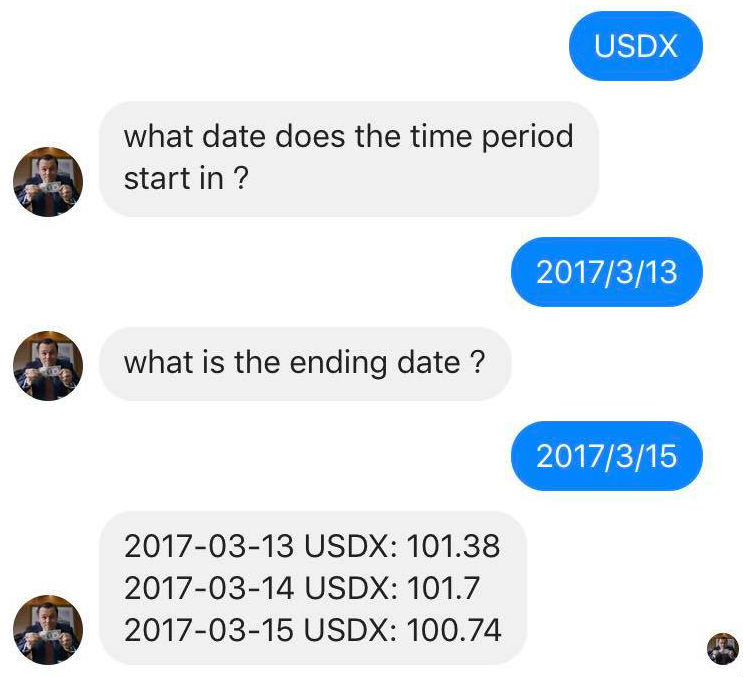 USDX
what date does the time period
start in ?
2017/3/13
what is the ending date ?
2017/3/15
2017-03-13 USDX: 101.38
2017-03-14 USDX: 101.7
2017-03-15 USDX: 100.74